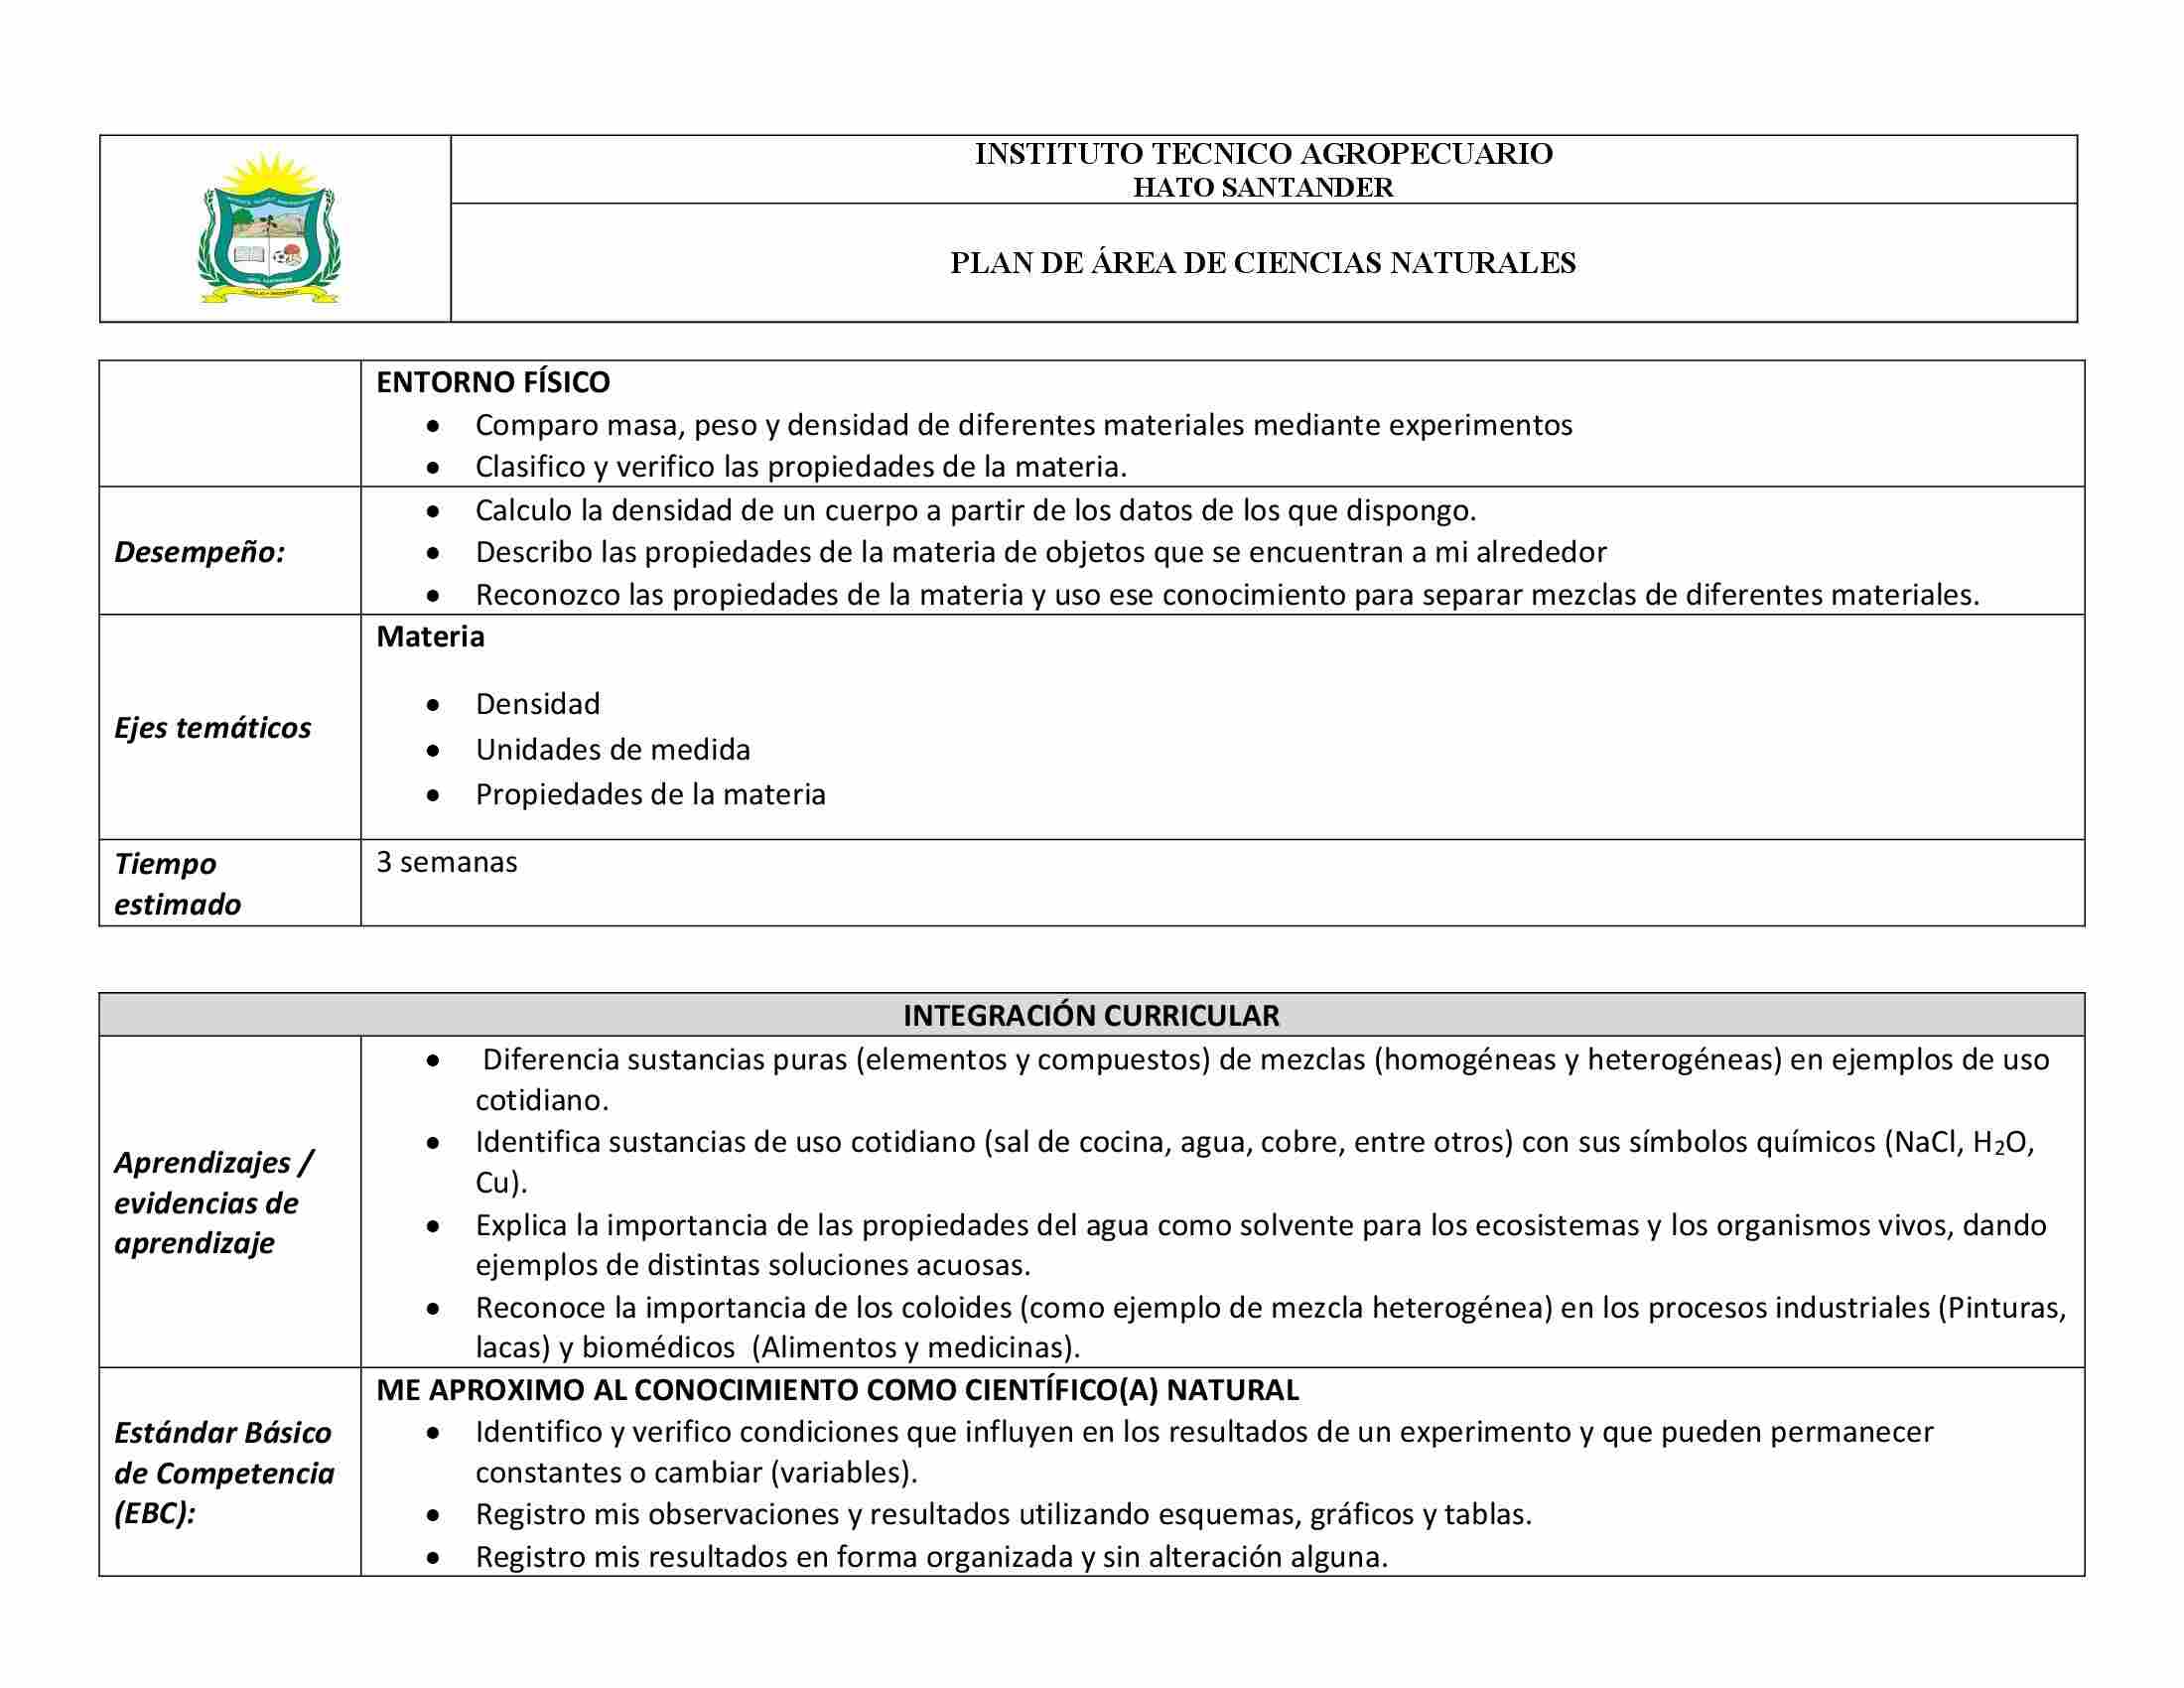 INSTITUTO TECNICO AGROPECUARIO
HATO SANTANDER
PLAN DE ÁREA DE CIENCIAS NATURALES
ENTORNO FÍSICO
• Comparo masa, peso y densidad de diferentes materiales mediante experimentos
• Clasifico y verifico las propiedades de la materia.
Desempeño:
• Calculo la densidad de un cuerpo a partir de los datos de los que dispongo.
• Describo las propiedades de la materia de objetos que se encuentran a mi alrededor
• Reconozco las propiedades de la materia y uso ese conocimiento para separar mezclas de diferentes materiales.
Ejes temáticos
Materia
• Densidad
• Unidades de medida
• Propiedades de la materia
Tiempo
estimado
3 semanas
INTEGRACIÓN CURRICULAR
Aprendizajes /
evidencias de
aprendizaje
• Diferencia sustancias puras (elementos y compuestos) de mezclas (homogéneas y heterogéneas) en ejemplos de uso
cotidiano.
• Identifica sustancias de uso cotidiano (sal de cocina, agua, cobre, entre otros) con sus símbolos químicos (NaCl, H₂O,
Cu).
• Explica la importancia de las propiedades del agua como solvente para los ecosistemas y los organismos vivos, dando
ejemplos de distintas soluciones acuosas.
• Reconoce la importancia de los coloides (como ejemplo de mezcla heterogénea) en los procesos industriales (Pinturas,
lacas) y biomédicos (Alimentos y medicinas).
Estándar Básico
de Competencia
(EBC):
ME APROXIMO AL CONOCIMIENTO COMO CIENTÍFICO(A) NATURAL
• Identifico y verifico condiciones que influyen en los resultados de un experimento y que pueden permanecer
constantes o cambiar (variables).
• Registro mis observaciones y resultados utilizando esquemas, gráficos y tablas.
• Registro mis resultados en forma organizada y sin alteración alguna.